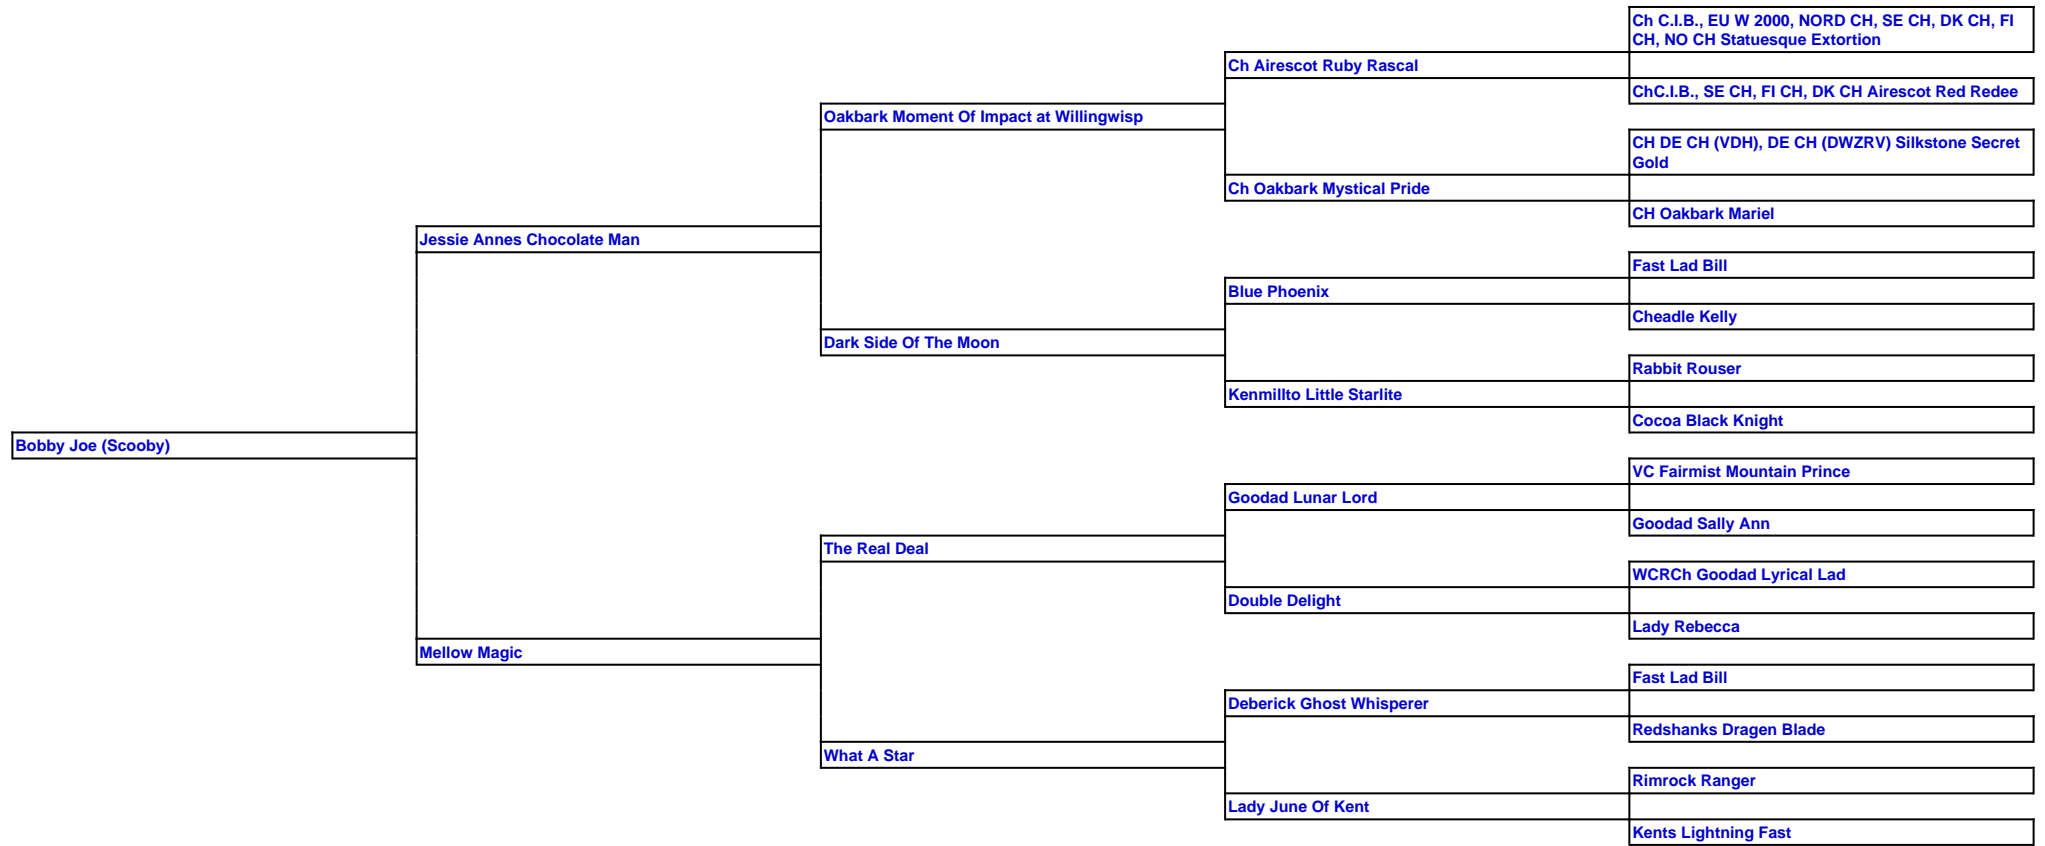 Ch C.I.B., EU W 2000, NORD CH, SE CH, DK CH, FI
CH, NO CH Statuesque Extortion
Ch Airescot Ruby Rascal
ChC.I.B., SE CH, FI CH, DK CH Airescot Red Redee
Oakbark Moment Of Impact at Willingwisp
CH DE CH (VDH), DE CH (DWZRV) Silkstone Secret
Gold
Ch Oakbark Mystical Pride
CH Oakbark Mariel
Jessie Annes Chocolate Man
Fast Lad Bill
Blue Phoenix
Cheadle Kelly
Dark Side Of The Moon
Rabbit Rouser
Kenmillto Little Starlite
Cocoa Black Knight
Bobby Joe (Scooby)
VC Fairmist Mountain Prince
Goodad Lunar Lord
Goodad Sally Ann
The Real Deal
WCRCh Goodad Lyrical Lad
Double Delight
Lady Rebecca
Mellow Magic
Fast Lad Bill
Deberick Ghost Whisperer
Redshanks Dragen Blade
What A Star
Rimrock Ranger
Lady June Of Kent
Kents Lightning Fast